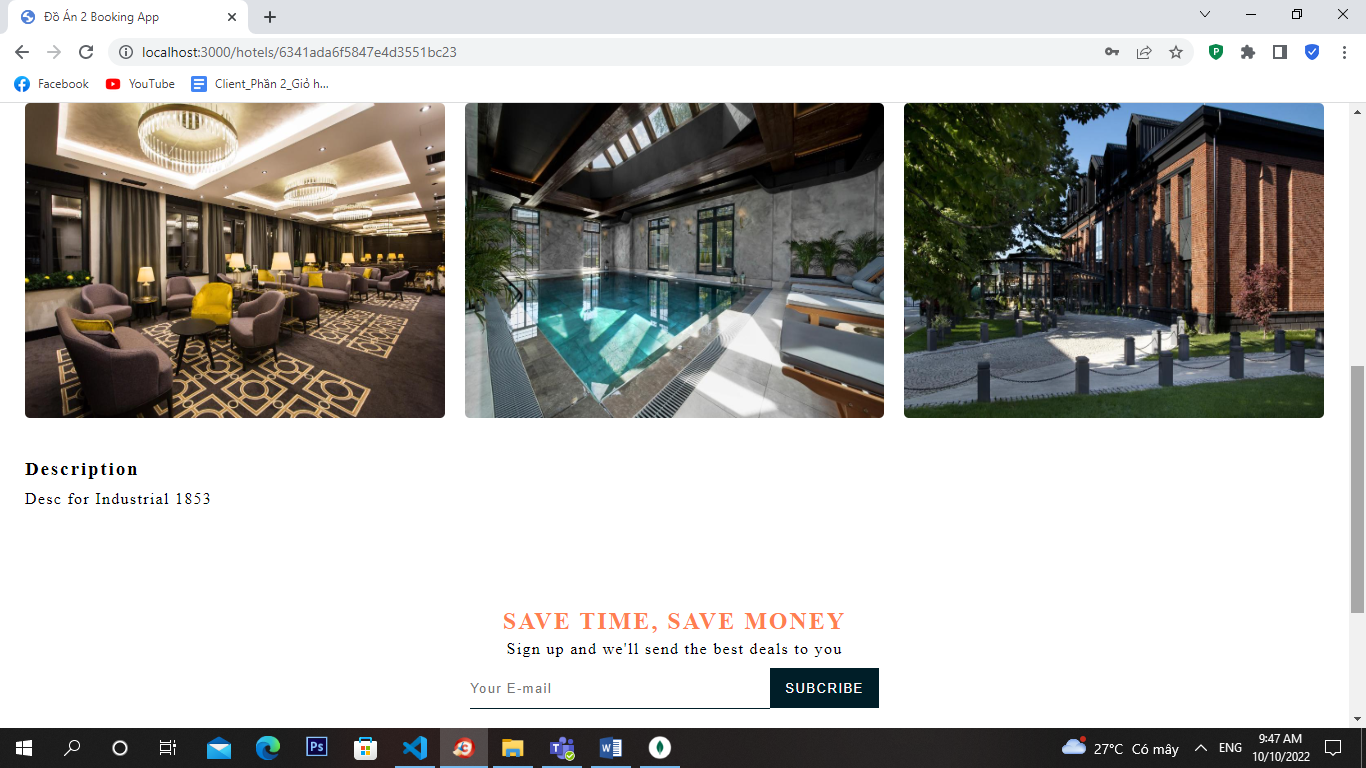 Đồ Án 2 Booking App
localhost:3000/hotels/6341ada6f5847e4d3551bc23
Facebook YouTube Client_Phần 2_Giỏ h...
Description
Desc for Industrial 1853
SAVE TIME, SAVE MONEY
Sign up and we'll send the best deals to you
Your E-mail SUBCRIBE
Ps
27°C Có mây ENG 9:47 AM
10/10/2022